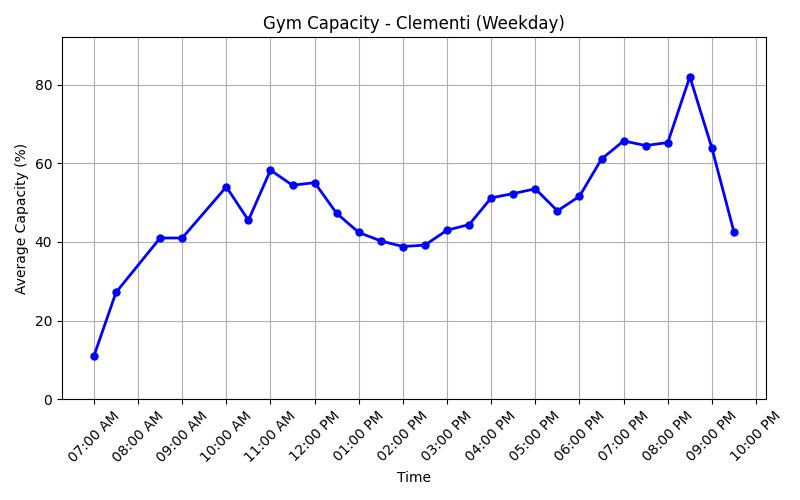 Gym Capacity - Clementi (Weekday)
Average Capacity (%)
80
60
40
20
0
07:00 AM
08:00 AM
09:00 AM
10:00 AM
11:00 AM
12:00 PM
01:00 PM
02:00 PM
03:00 PM
04:00 PM
05:00 PM
06:00 PM
07:00 PM
08:00 PM
09:00 PM
10:00 PM
Time